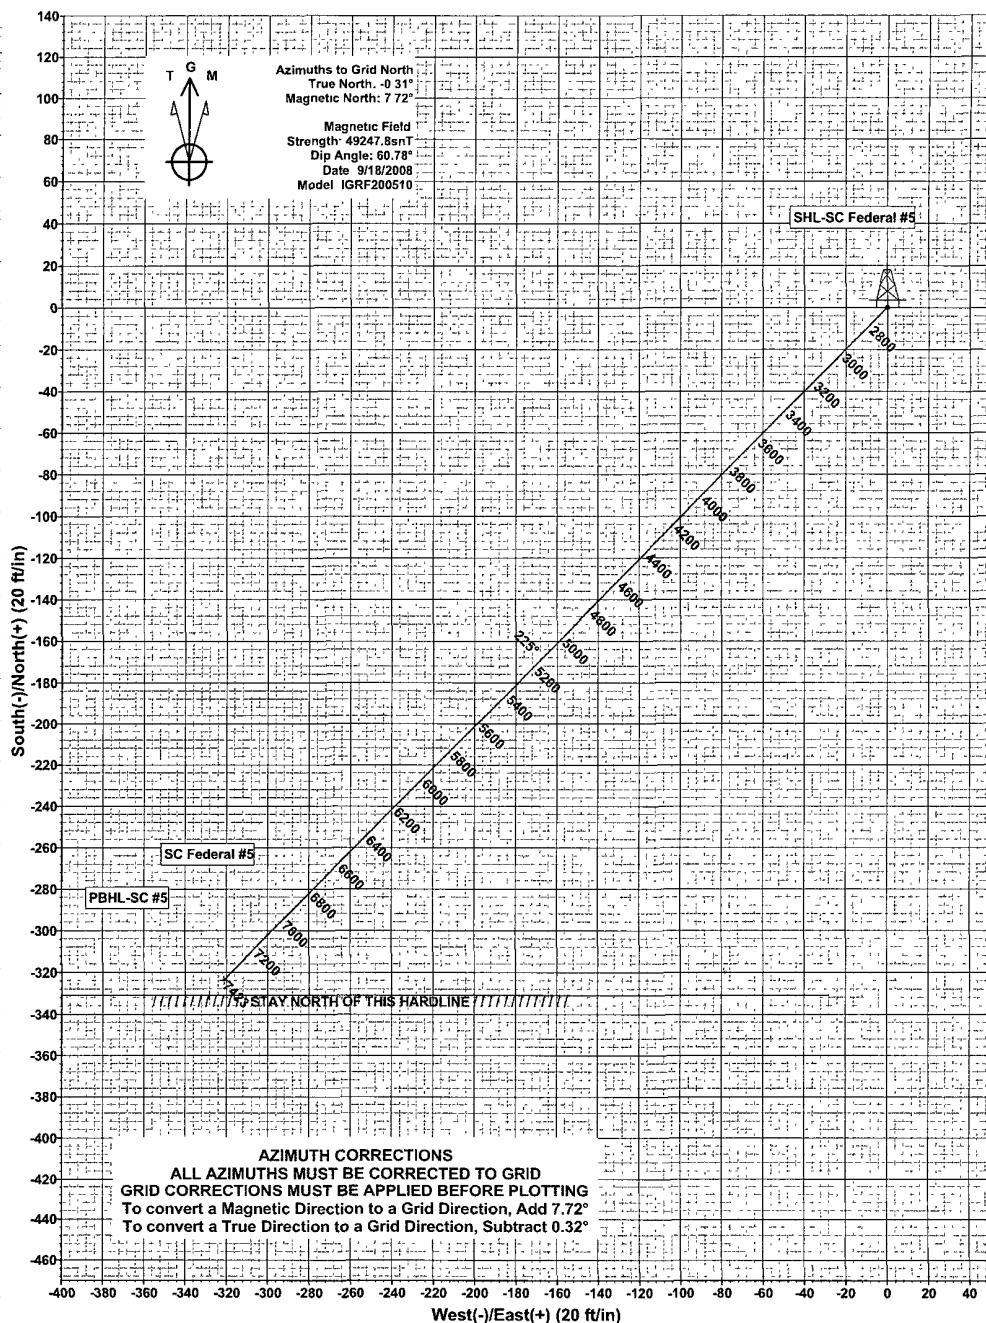 140
120
100
80
60
40
20
0
-20
-40
-60
-80
-100
-120
-140
-160
-180
-200
-220
-240
-260
-280
-300
-320
-340
-360
-380
-400
-420
-440
-460
South(-)/North(+) (20 ft/in)
T G M
Azimuths to Grid North
True North. -0 31°
Magnetic North: 7 72°
Magnetic Field
Strength· 49247.8snT
Dip Angle: 60.78°
Date 9/18/2008
Model IGRF200510
SHL-SC Federal #5
2800
3000
3200
3400
3600
3800
4000
4200
4400
4600
4800
225°
5000
5200
5400
5600
5800
6000
6200
6400
6600
6800
7000
7200
7423
SC Federal #5
PBHL-SC #5
STAY NORTH OF THIS HARDLINE
AZIMUTH CORRECTIONS
ALL AZIMUTHS MUST BE CORRECTED TO GRID
GRID CORRECTIONS MUST BE APPLIED BEFORE PLOTTING
To convert a Magnetic Direction to a Grid Direction, Add 7.72°
To convert a True Direction to a Grid Direction, Subtract 0.32°
-400 -380 -360 -340 -320 -300 -280 -260 -240 -220 -200 -180 -160 -140 -120 -100 -80 -60 -40 -20 0 20 40
West(-)/East(+) (20 ft/in)